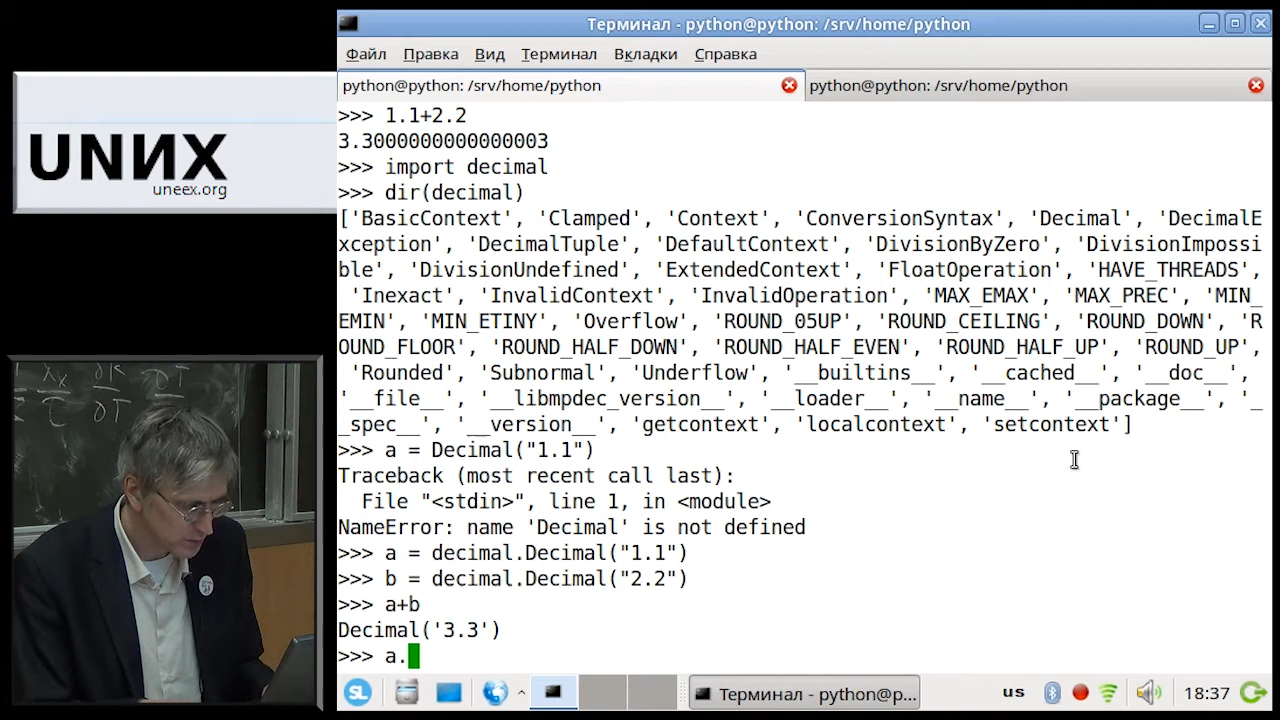 Терминал - python@python: /srv/home/python
Файл Правка Вид Терминал Вкладки Справка
python@python: /srv/home/python python@python: /srv/home/python
>>> 1.1+2.2
3.3000000000000003
>>> import decimal
>>> dir(decimal)
['BasicContext', 'Clamped', 'Context', 'ConversionSyntax', 'Decimal', 'DecimalE
xception', 'DecimalTuple', 'DefaultContext', 'DivisionByZero', 'DivisionImpossi
ble', 'DivisionUndefined', 'ExtendedContext', 'FloatOperation', 'HAVE_THREADS',
 'Inexact', 'InvalidContext', 'InvalidOperation', 'MAX_EMAX', 'MAX_PREC', 'MIN_
EMIN', 'MIN_ETINY', 'Overflow', 'ROUND_05UP', 'ROUND_CEILING', 'ROUND_DOWN', 'R
OUND_FLOOR', 'ROUND_HALF_DOWN', 'ROUND_HALF_EVEN', 'ROUND_HALF_UP', 'ROUND_UP',
 'Rounded', 'Subnormal', 'Underflow', '__builtins__', '__cached__', '__doc__',
'__file__', '__libmpdec_version__', '__loader__', '__name__', '__package__', '_
_spec__', '__version__', 'getcontext', 'localcontext', 'setcontext']
>>> a = Decimal("1.1")
Traceback (most recent call last):
  File "<stdin>", line 1, in <module>
NameError: name 'Decimal' is not defined
>>> a = decimal.Decimal("1.1")
>>> b = decimal.Decimal("2.2")
>>> a+b
Decimal('3.3')
>>> a.
SL Терминал - python@p... us 18:37
UNИX
uneex.org